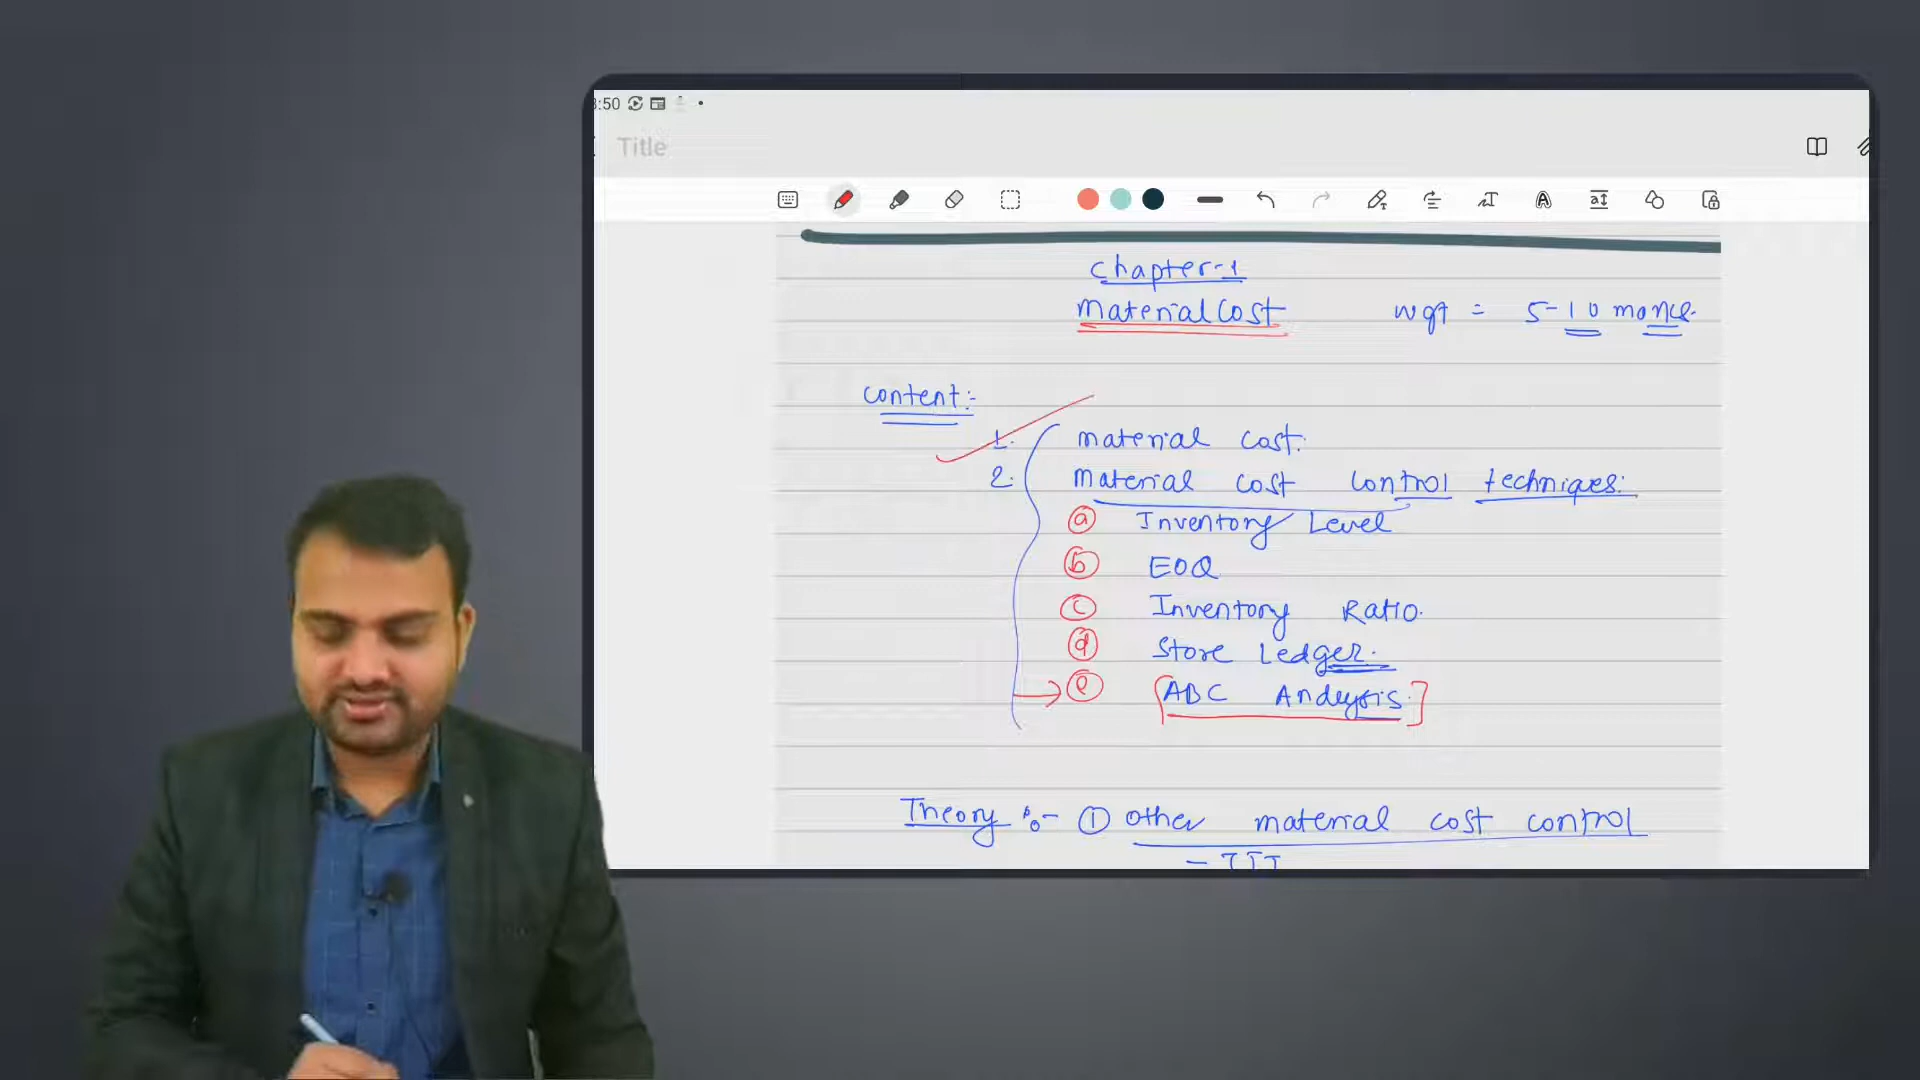 :50
Title
Chapter-1
Material Cost wgt = 5-10 marks.
Content:-
1. material cost.
2. Material cost control techniques:
a Inventory Level
b EOQ
c Inventory Ratio.
d Store Ledger.
e [ABC Analysis.]
Theory :- ① other material cost control
- JIT